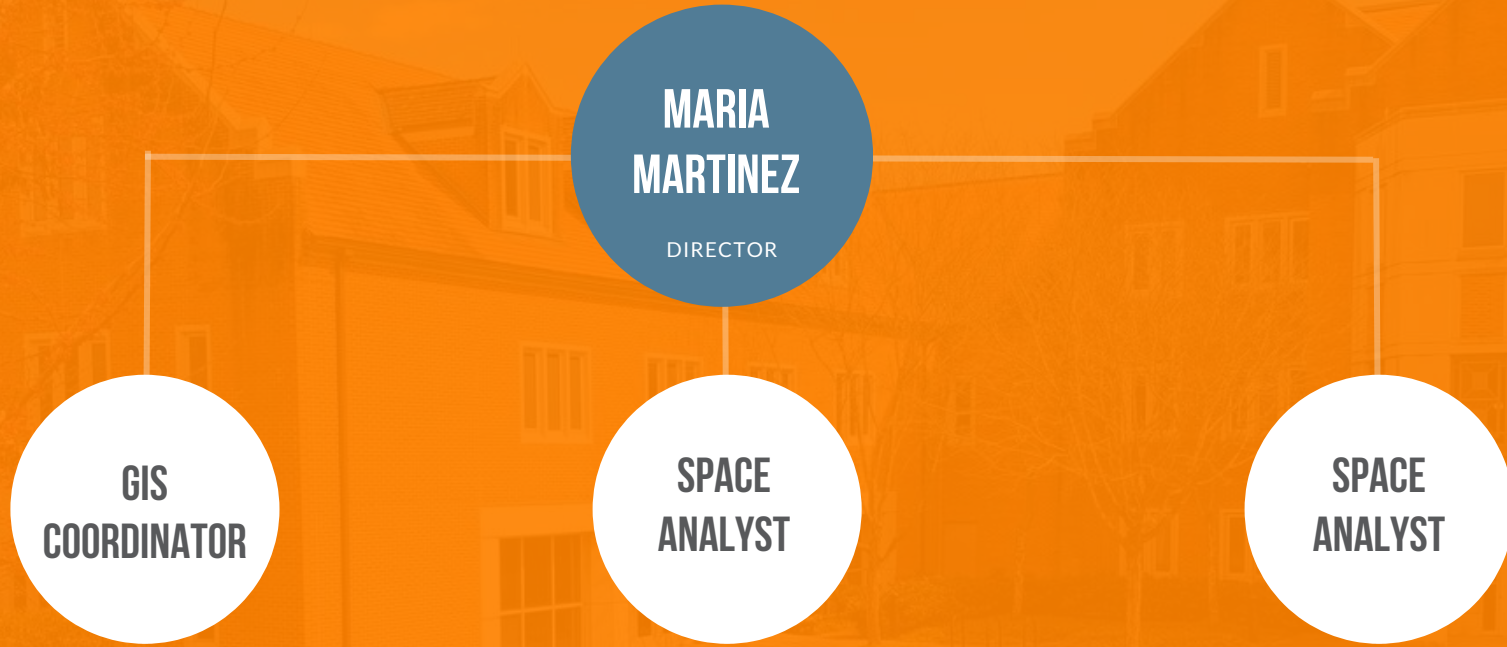 MARIA
MARTINEZ
DIRECTOR
GIS
COORDINATOR
SPACE
ANALYST
SPACE
ANALYST